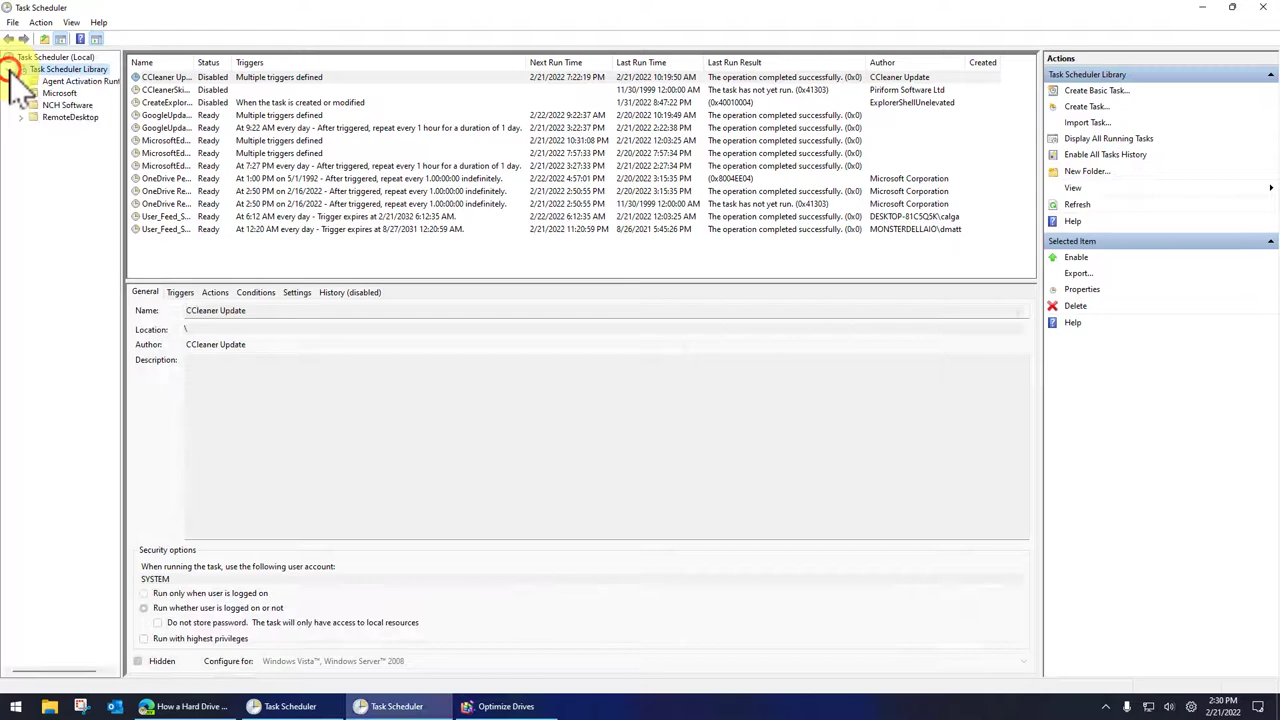 Task Scheduler
File Action View Help
Task Scheduler (Local)
Task Scheduler Library
Agent Activation Runt
Microsoft
NCH Software
RemoteDesktop
Name Status Triggers Next Run Time Last Run Time Last Run Result Author Created
CCleaner Up... Disabled Multiple triggers defined 2/21/2022 7:22:19 PM 2/21/2022 10:19:50 AM The operation completed successfully. (0x0) CCleaner Update
CCleanerSki... Disabled 11/30/1999 12:00:00 AM The task has not yet run. (0x41303) Piriform Software Ltd
CreateExplor... Disabled When the task is created or modified 1/31/2022 8:47:22 PM (0x40010004) ExplorerShellUnelevated
GoogleUpda... Ready Multiple triggers defined 2/22/2022 9:22:37 AM 2/21/2022 10:19:49 AM The operation completed successfully. (0x0)
GoogleUpda... Ready At 9:22 AM every day - After triggered, repeat every 1 hour for a duration of 1 day. 2/21/2022 3:22:37 PM 2/21/2022 2:22:38 PM The operation completed successfully. (0x0)
MicrosoftEd... Ready Multiple triggers defined 2/21/2022 10:31:08 PM 2/21/2022 12:03:25 AM The operation completed successfully. (0x0)
MicrosoftEd... Ready Multiple triggers defined 2/21/2022 7:57:33 PM 2/20/2022 7:57:34 PM The operation completed successfully. (0x0)
MicrosoftEd... Ready At 7:27 PM every day - After triggered, repeat every 1 hour for a duration of 1 day. 2/21/2022 3:27:33 PM 2/21/2022 2:27:34 PM The operation completed successfully. (0x0)
OneDrive Pe... Ready At 1:00 PM on 5/1/1992 - After triggered, repeat every 1.00:00:00 indefinitely. 2/22/2022 4:57:01 PM 2/20/2022 3:15:35 PM (0x8004EE04) Microsoft Corporation
OneDrive Re... Ready At 2:50 PM on 2/16/2022 - After triggered, repeat every 1.00:00:00 indefinitely. 2/21/2022 2:50:55 PM 2/20/2022 3:15:35 PM The operation completed successfully. (0x0) Microsoft Corporation
OneDrive Re... Ready At 2:50 PM on 2/16/2022 - After triggered, repeat every 1.00:00:00 indefinitely. 2/21/2022 2:50:55 PM 11/30/1999 12:00:00 AM The task has not yet run. (0x41303) Microsoft Corporation
User_Feed_S... Ready At 6:12 AM every day - Trigger expires at 2/21/2032 6:12:35 AM. 2/22/2022 6:12:35 AM 2/21/2022 12:03:25 AM The operation completed successfully. (0x0) DESKTOP-81C5Q5K\calga
User_Feed_S... Ready At 12:20 AM every day - Trigger expires at 8/27/2031 12:20:59 AM. 2/21/2022 11:20:59 PM 8/26/2021 5:45:26 PM The operation completed successfully. (0x0) MONSTERDELLAIO\dmatt
General Triggers Actions Conditions Settings History (disabled)
Name: CCleaner Update
Location: \
Author: CCleaner Update
Description:
Security options
When running the task, use the following user account:
SYSTEM
Run only when user is logged on
Run whether user is logged on or not
Do not store password. The task will only have access to local resources
Run with highest privileges
Hidden Configure for: Windows Vista™, Windows Server™ 2008
Actions
Task Scheduler Library
Create Basic Task...
Create Task...
Import Task...
Display All Running Tasks
Enable All Tasks History
New Folder...
View
Refresh
Help
Selected Item
Enable
Export...
Properties
Delete
Help
How a Hard Drive ... Task Scheduler Task Scheduler Optimize Drives
2:30 PM
2/21/2022